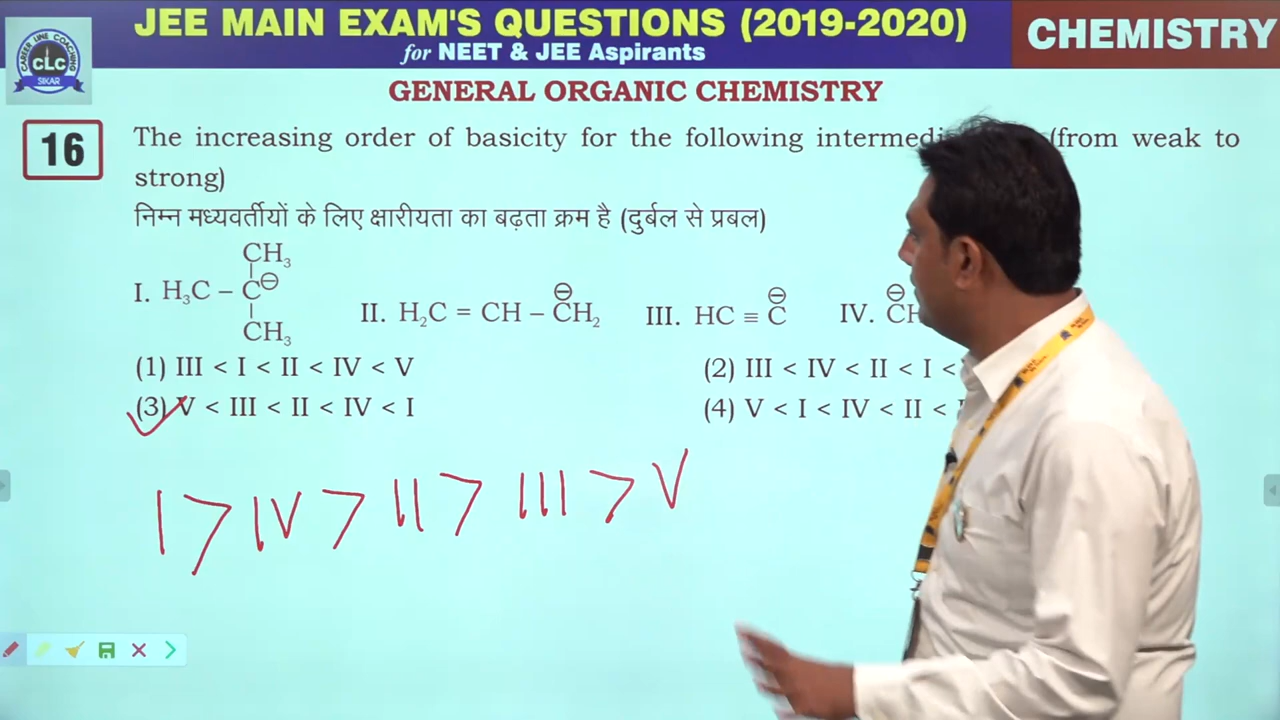 JEE MAIN EXAM'S QUESTIONS (2019-2020)
for NEET & JEE Aspirants
CHEMISTRY
CAREER LINE COACHING
CLC
SIKAR
GENERAL ORGANIC CHEMISTRY
16
The increasing order of basicity for the following (from weak to
strong)
निम्न मध्यवर्तीयों के लिए क्षारीयता का बढ़ता क्रम है (दुर्बल से प्रबल)
CH₃
I. H₃C – C⊖
CH₃
II. H₂C = CH – C⊖H₂ III. HC ≡ C⊖ IV.
(1) III < I < II < IV < V (2) III < IV < II < I <
(3) V < III < II < IV < I (4) V < I < IV < II <
I > IV > II > III > V